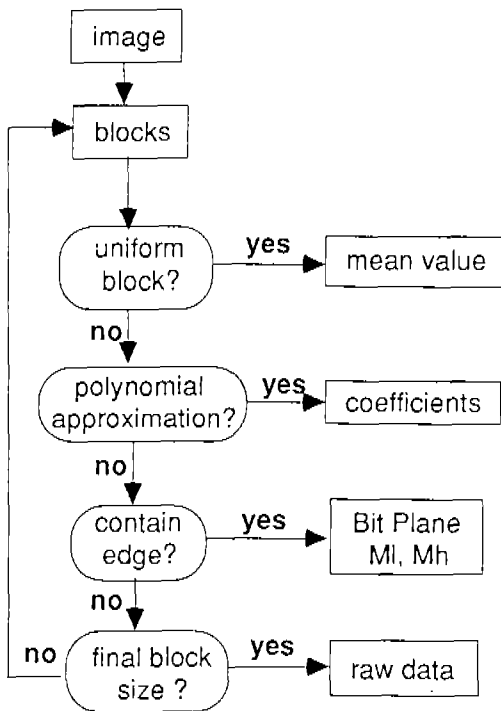 image
blocks
uniform
block?
yes
mean value
no
polynomial
approximation?
yes
coefficients
no
contain
edge?
yes
Bit Plane
Ml, Mh
no
no
final block
size ?
yes
raw data